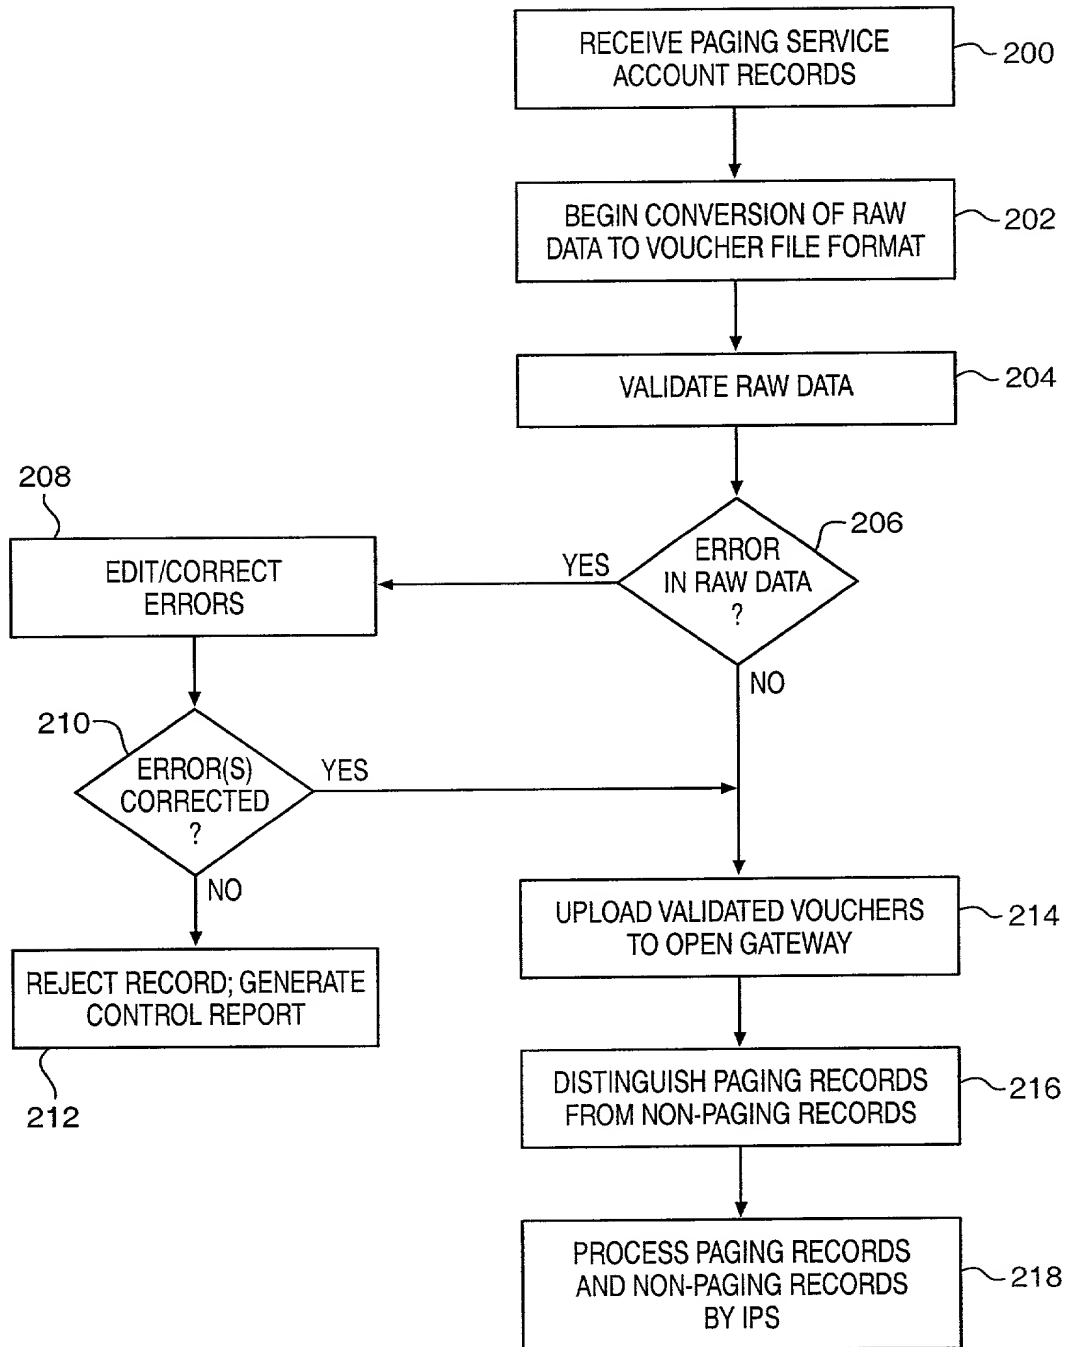 RECEIVE PAGING SERVICE
ACCOUNT RECORDS
200
BEGIN CONVERSION OF RAW
DATA TO VOUCHER FILE FORMAT
202
VALIDATE RAW DATA
204
206
ERROR
IN RAW DATA
?
YES
NO
208
EDIT/CORRECT
ERRORS
210
ERROR(S)
CORRECTED
?
YES
NO
REJECT RECORD; GENERATE
CONTROL REPORT
212
UPLOAD VALIDATED VOUCHERS
TO OPEN GATEWAY
214
DISTINGUISH PAGING RECORDS
FROM NON-PAGING RECORDS
216
PROCESS PAGING RECORDS
AND NON-PAGING RECORDS
BY IPS
218